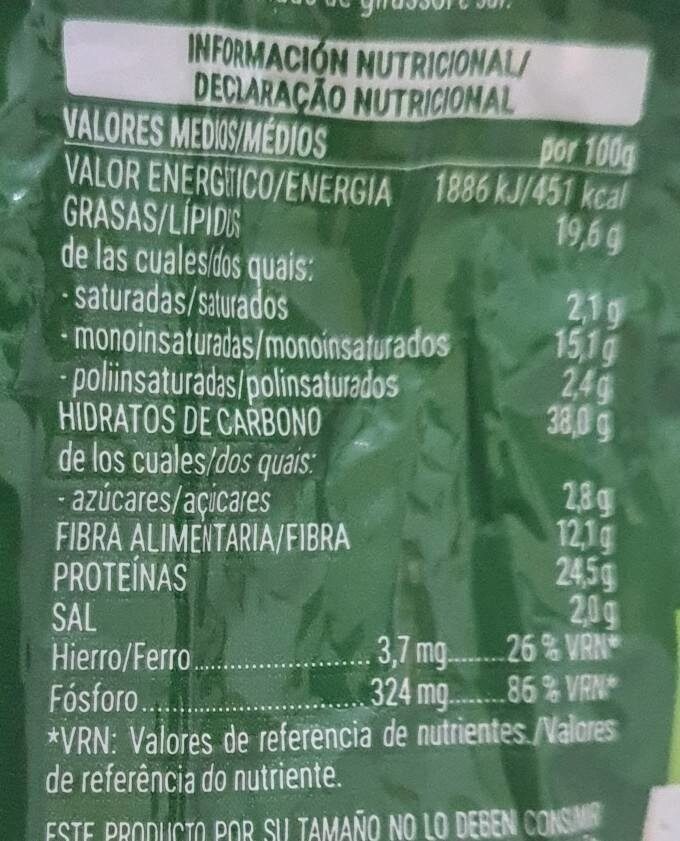 INFORMACIÓN NUTRICIONAL/
DECLARAÇÃO NUTRICIONAL
VALORES MEDIOS/MÉDIOS por 100g
VALOR ENERGÉTICO/ENERGIA 1886 kJ/451 kcal
GRASAS/LÍPIDOS 19,6 g
de las cuales/dos quais:
- saturadas/saturados 2,1 g
- monoinsaturadas/monoinsaturados 15,1 g
- poliinsaturadas/polinsaturados 2,4 g
HIDRATOS DE CARBONO 38,0 g
de los cuales/dos quais:
- azúcares/açúcares 2,8 g
FIBRA ALIMENTARIA/FIBRA 12,1 g
PROTEÍNAS 24,5 g
SAL 2,0 g
Hierro/Ferro.................... 3,7 mg.........26 % VRN*
Fósforo.......................... 324 mg.........86 % VRN*
*VRN: Valores de referencia de nutrientes./Valores
de referência do nutriente.
ESTE PRODUCTO POR SU TAMAÑO NO LO DEBEN CONSUMIR